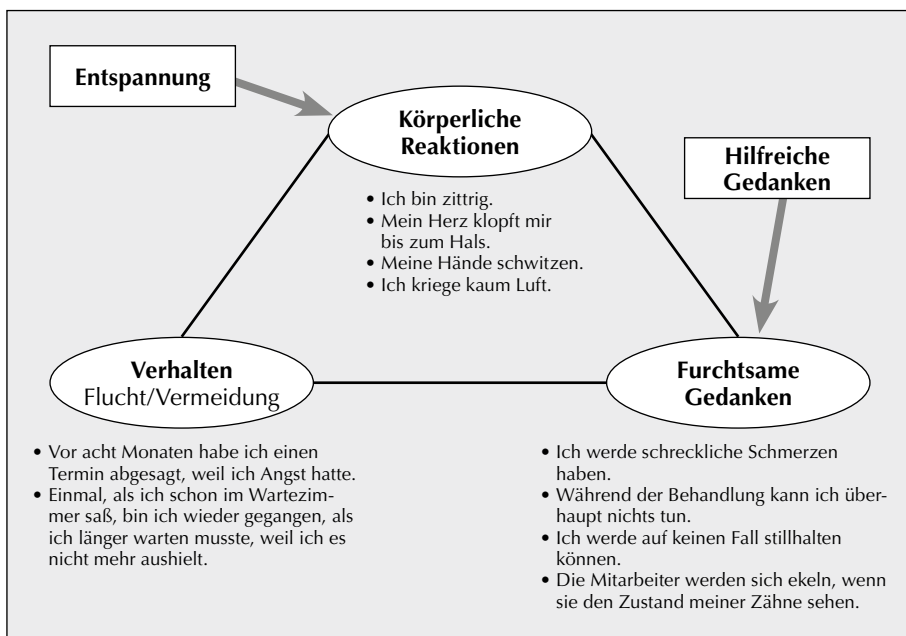 Entspannung
Körperliche
Reaktionen
Hilfreiche
Gedanken
• Ich bin zittrig.
• Mein Herz klopft mir
bis zum Hals.
• Meine Hände schwitzen.
• Ich kriege kaum Luft.
Verhalten
Flucht/Vermeidung
Furchtsame
Gedanken
• Vor acht Monaten habe ich einen
Termin abgesagt, weil ich Angst hatte.
• Einmal, als ich schon im Wartezim-
mer saß, bin ich wieder gegangen, als
ich länger warten musste, weil ich es
nicht mehr aushielt.
• Ich werde schreckliche Schmerzen
haben.
• Während der Behandlung kann ich über-
haupt nichts tun.
• Ich werde auf keinen Fall stillhalten
können.
• Die Mitarbeiter werden sich ekeln, wenn
sie den Zustand meiner Zähne sehen.